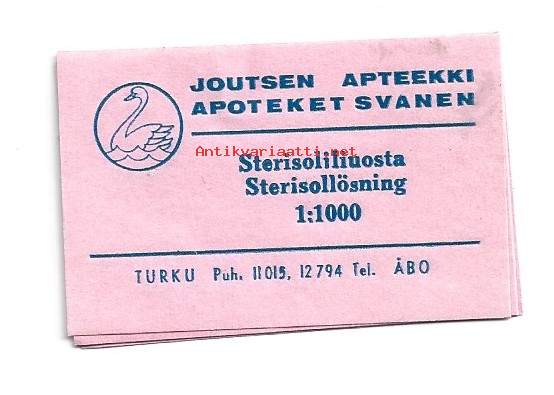 JOUTSEN APTEEKKI
APOTEKET SVANEN
Antikvariaatti.net
Sterisoliliuosta
Sterisollösning
1:1000
TURKU Puh. 11015, 12794 Tel. ÅBO